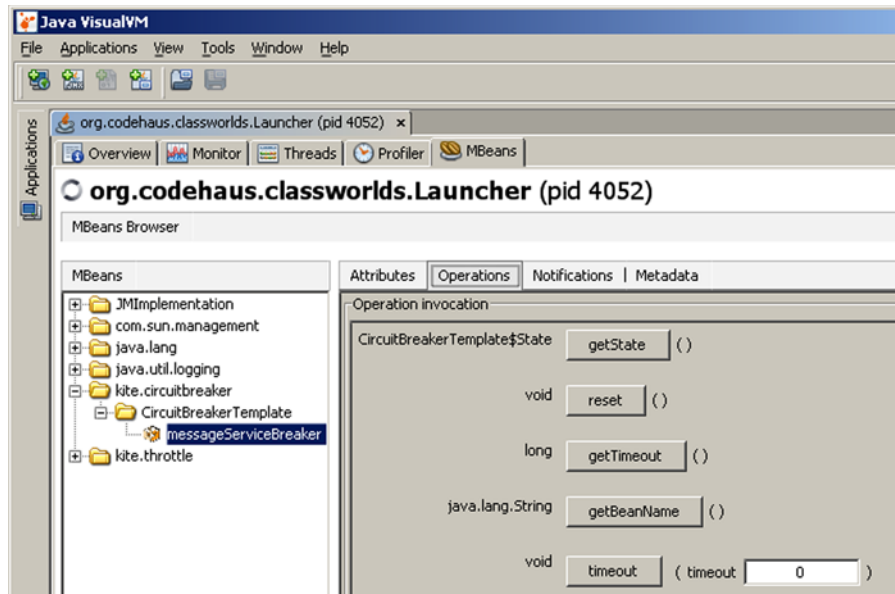 Java VisualVM
File Applications View Tools Window Help
Applications
org.codehaus.classworlds.Launcher (pid 4052) x
Overview Monitor Threads Profiler MBeans
org.codehaus.classworlds.Launcher (pid 4052)
MBeans Browser
MBeans
JMImplementation
com.sun.management
java.lang
java.util.logging
kite.circuitbreaker
CircuitBreakerTemplate
messageServiceBreaker
kite.throttle
Attributes Operations Notifications | Metadata
Operation invocation
CircuitBreakerTemplate$State getState ( )
void reset ( )
long getTimeout ( )
java.lang.String getBeanName ( )
void timeout ( timeout 0 )